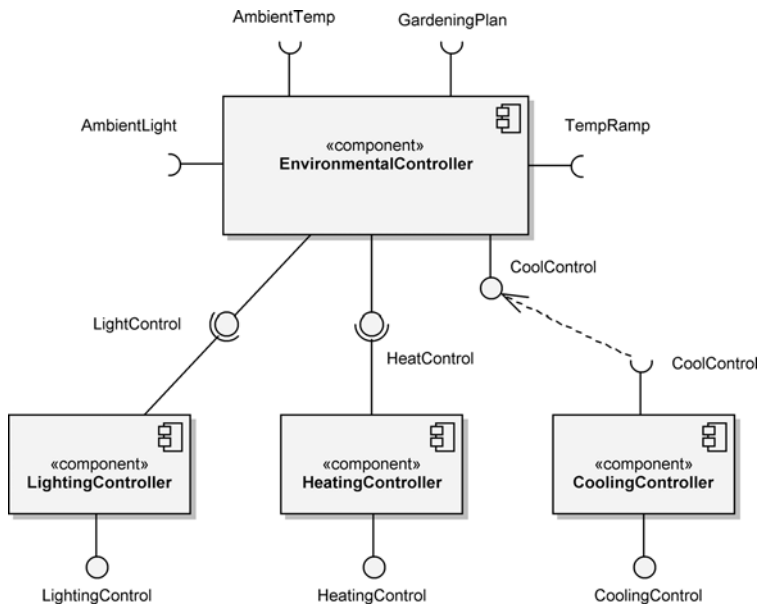 AmbientTemp
GardeningPlan
AmbientLight
TempRamp
«component»
EnvironmentalController
CoolControl
LightControl
HeatControl
CoolControl
«component»
LightingController
«component»
HeatingController
«component»
CoolingController
LightingControl
HeatingControl
CoolingControl